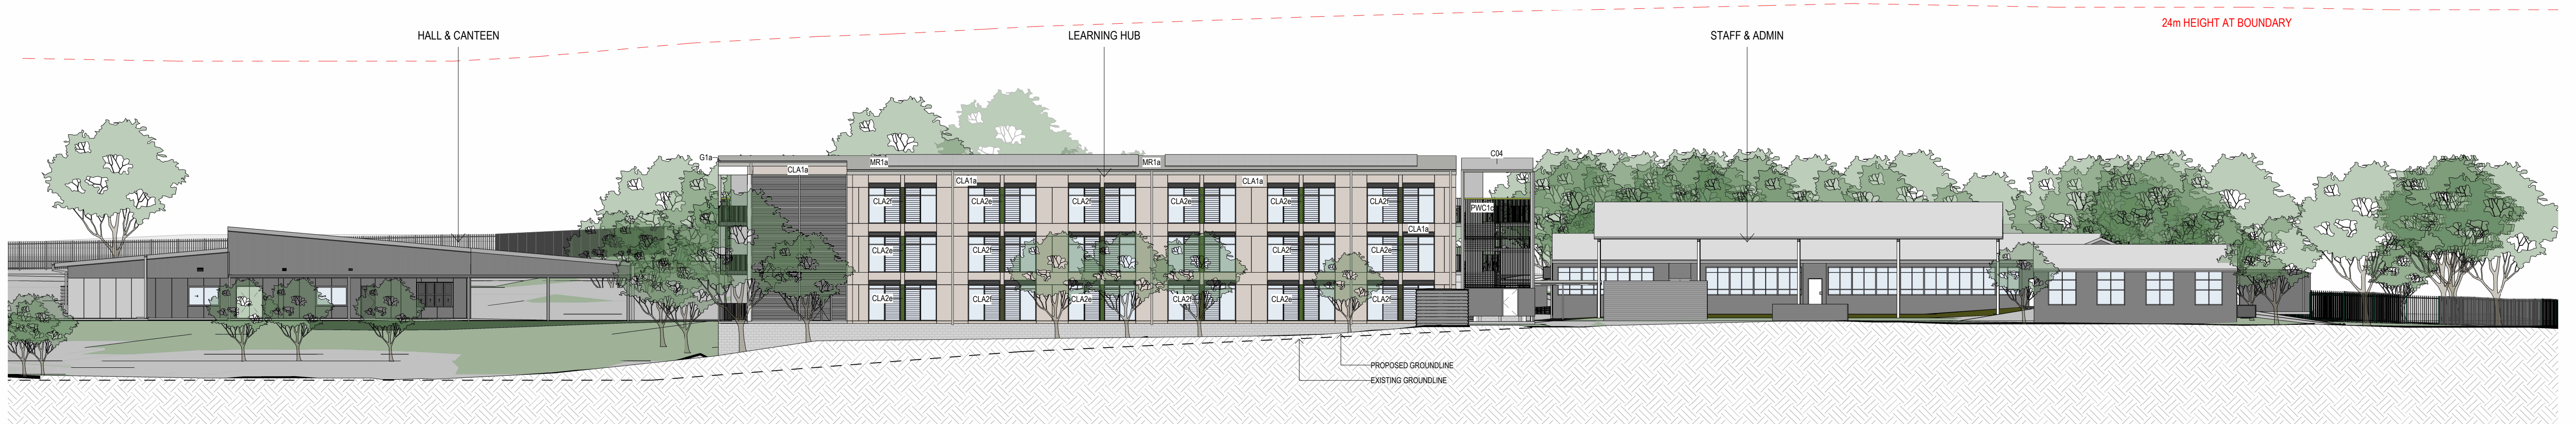 24m HEIGHT AT BOUNDARY
HALL & CANTEEN
LEARNING HUB
STAFF & ADMIN
G1a
MR1a
MR1a
C04
CLA1a
CLA1a
CLA1a
CLA2f
CLA2e
CLA2f
CLA2e
CLA2e
CLA2f
PWC1c
CLA1a
CLA2e
CLA2f
CLA2e
CLA2f
CLA2f
CLA2e
CLA2e
CLA2f
CLA2e
CLA2f
CLA2e
CLA2f
PROPOSED GROUNDLINE
EXISTING GROUNDLINE